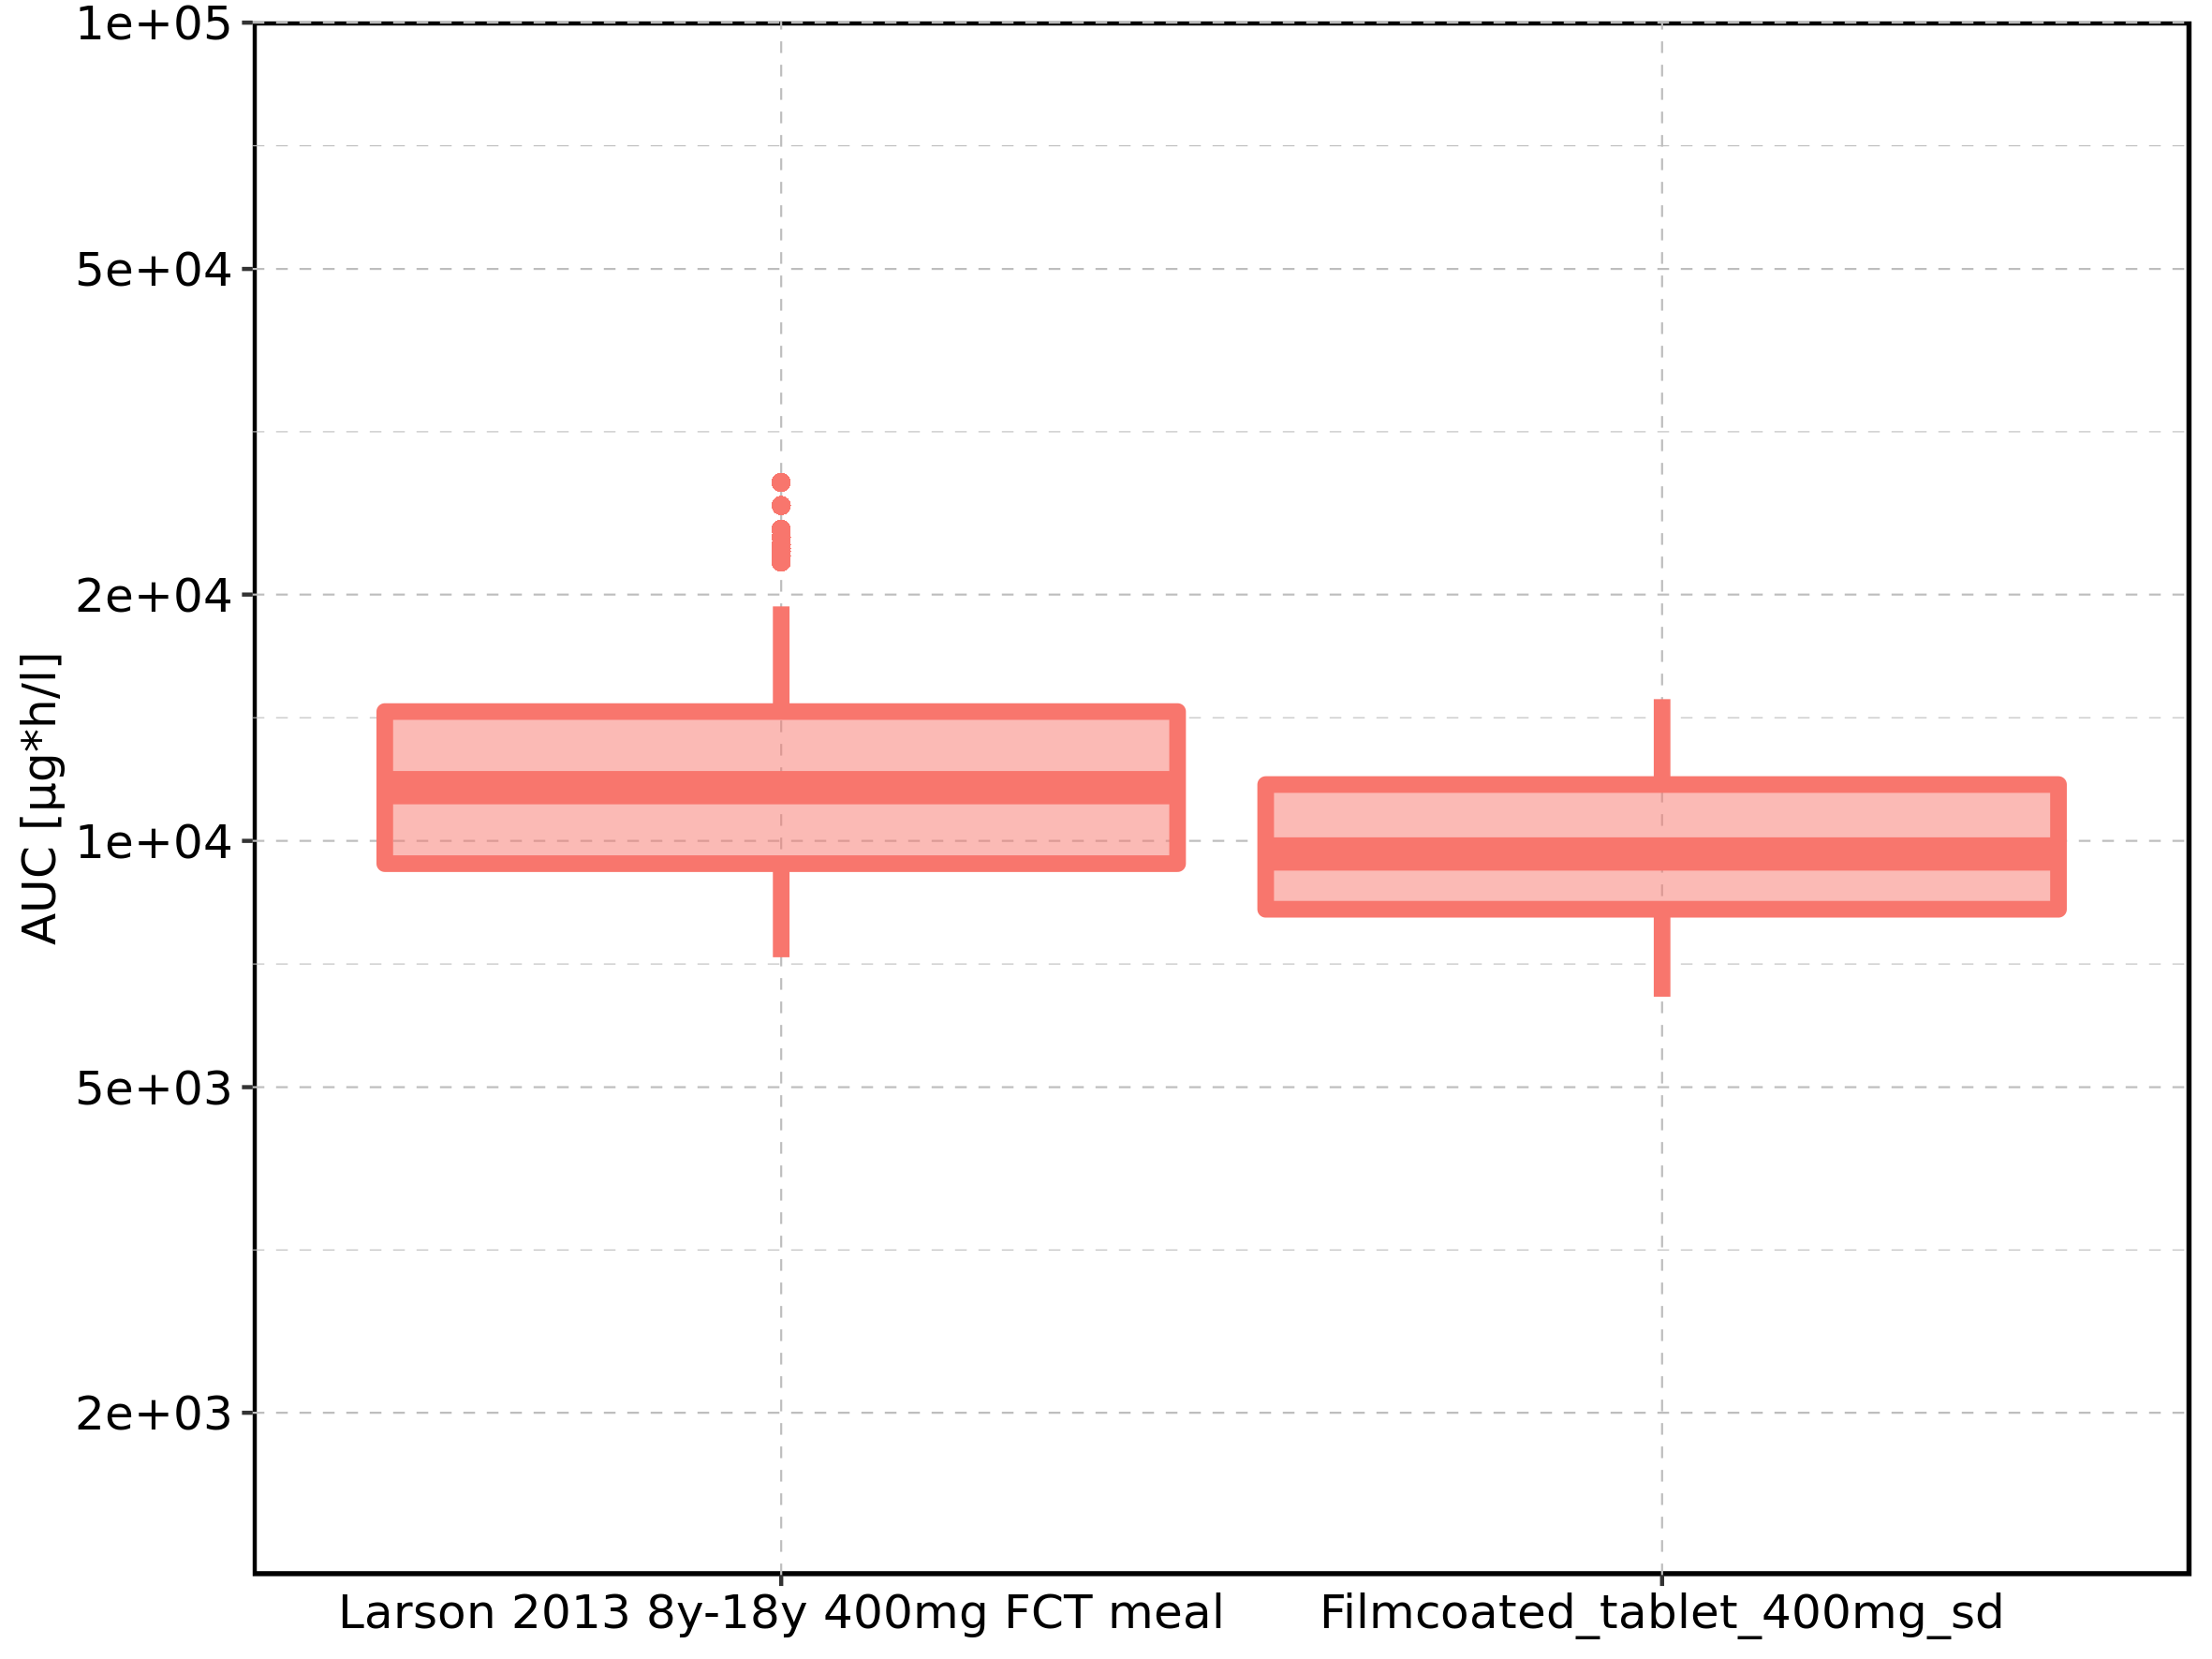 1e+05
5e+04
2e+04
1e+04
5e+03
2e+03
AUC [µg*h/l]
Larson 2013 8y-18y 400mg FCT meal
Filmcoated_tablet_400mg_sd